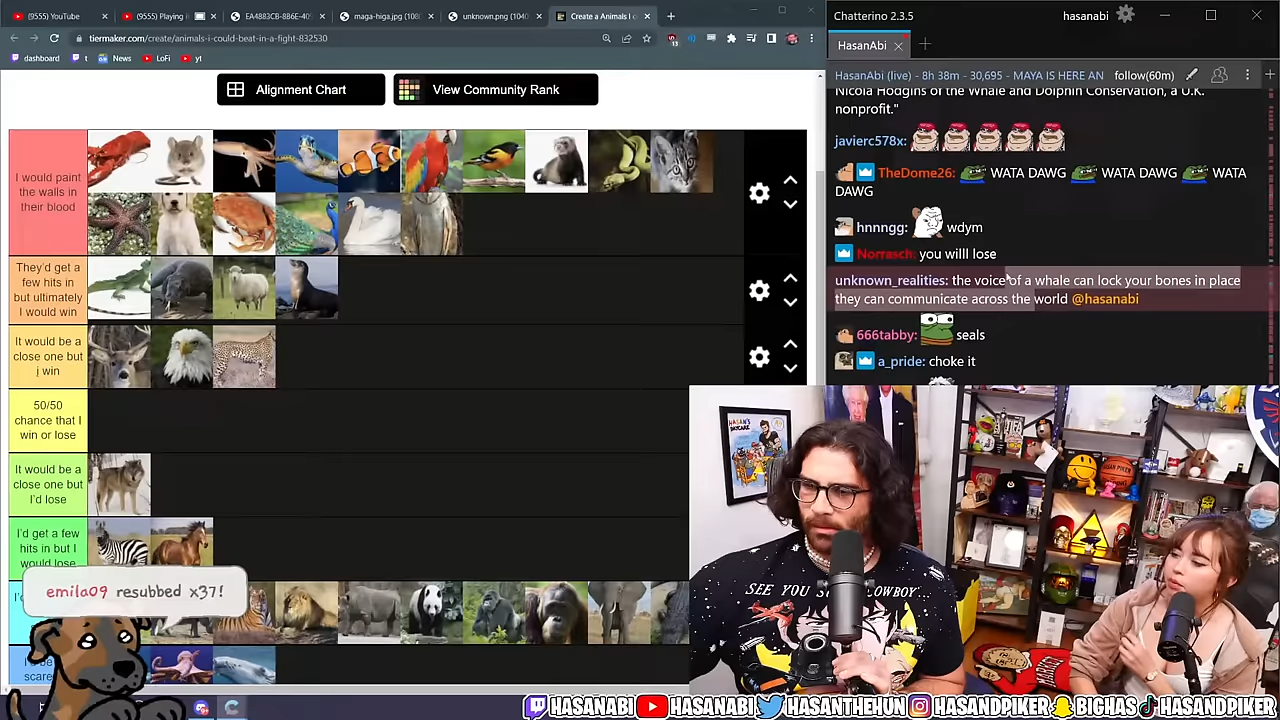 (9555) YouTube
(9555) Playing i
EA4883CB-886E-405
maga-higa.jpg (108
unknown.png (1040
Create a Animals I c
tiermaker.com/create/animals-i-could-beat-in-a-fight-832530
13
dashboard
t
News
LoFi
yt
Alignment Chart
View Community Rank
I would paint
the walls in
their blood
They'd get a
few hits in
but ultimately
I would win
It would be a
close one but
i win
50/50
chance that I
win or lose
It would be a
close one but
I'd lose
I'd get a few
hits in but I
would lose
emila09 resubbed x37!
scare
Chatterino 2.3.5
hasanabi
HasanAbi
HasanAbi (live) - 8h 38m - 30,695 - MAYA IS HERE AN
follow(60m)
Nicola Hodgins of the Whale and Dolphin Conservation, a U.K.
nonprofit."
javierc578x:
TheDome26: WATA DAWG WATA DAWG WATA
DAWG
hnnngg: wdym
Norrasch: you willl lose
unknown_realities: the voice of a whale can lock your bones in place
they can communicate across the world @hasanabi
666tabby: seals
a_pride: choke it
HASAN'S
DAYCARE
SEE YOU S COWBOY
HASAN PIKER
HASANABI
HASANABI
HASANTHEHUN
HASANDPIKER
BIGHAS
HASANDPIKER